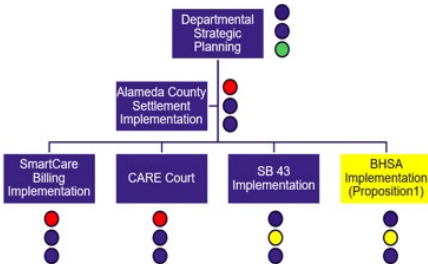 Departmental
Strategic
Planning
Alameda County
Settlement
Implementation
SmartCare
Billing
Implementation
CARE Court
SB 43
Implementation
BHSA
Implementation
(Proposition1)